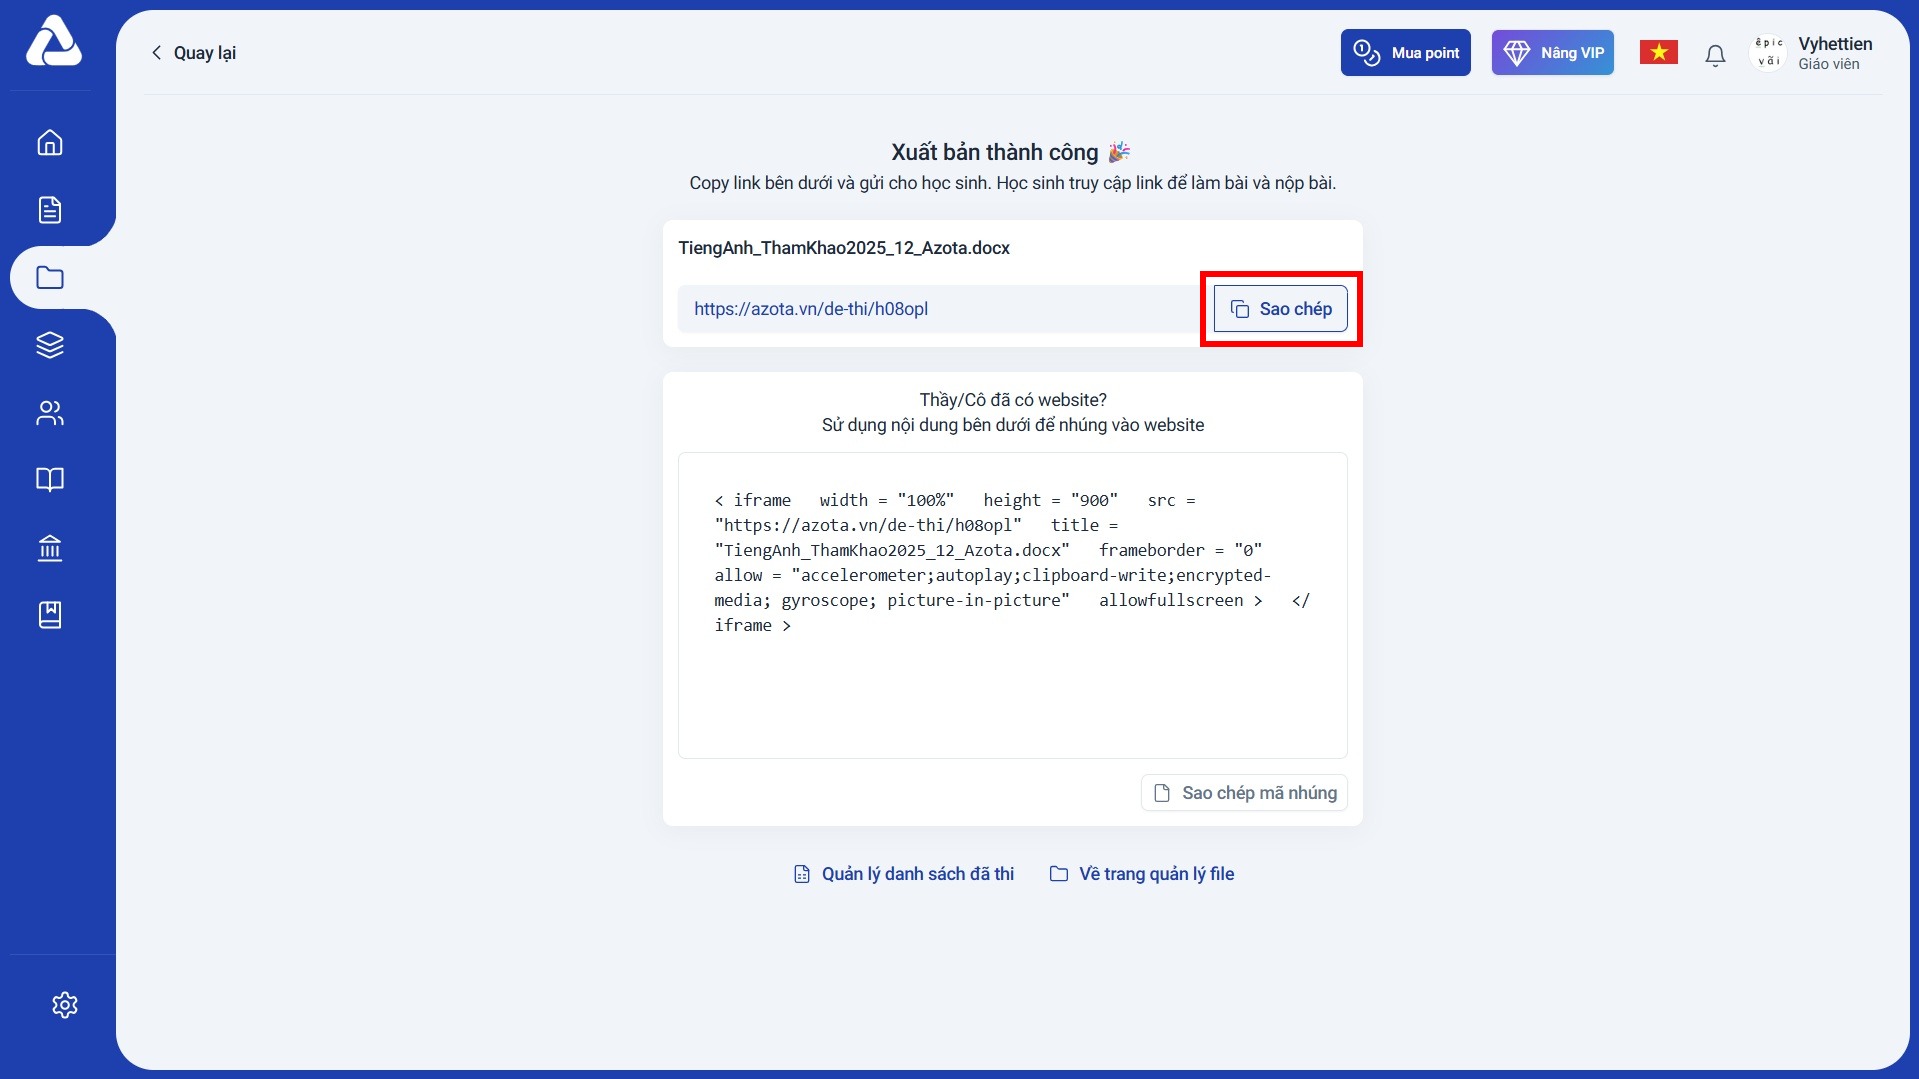 Quay lại
Mua point
Nâng VIP
êpic
vãi
Vyhettien
Giáo viên
Xuất bản thành công 🎉
Copy link bên dưới và gửi cho học sinh. Học sinh truy cập link để làm bài và nộp bài.
TiengAnh_ThamKhao2025_12_Azota.docx
https://azota.vn/de-thi/h08opl
Sao chép
Thầy/Cô đã có website?
Sử dụng nội dung bên dưới để nhúng vào website
< iframe   width = "100%"   height = "900"   src =
"https://azota.vn/de-thi/h08opl"   title =
"TiengAnh_ThamKhao2025_12_Azota.docx"   frameborder = "0"
allow = "accelerometer;autoplay;clipboard-write;encrypted-
media; gyroscope; picture-in-picture"   allowfullscreen >   </
iframe >
Sao chép mã nhúng
Quản lý danh sách đã thi
Về trang quản lý file